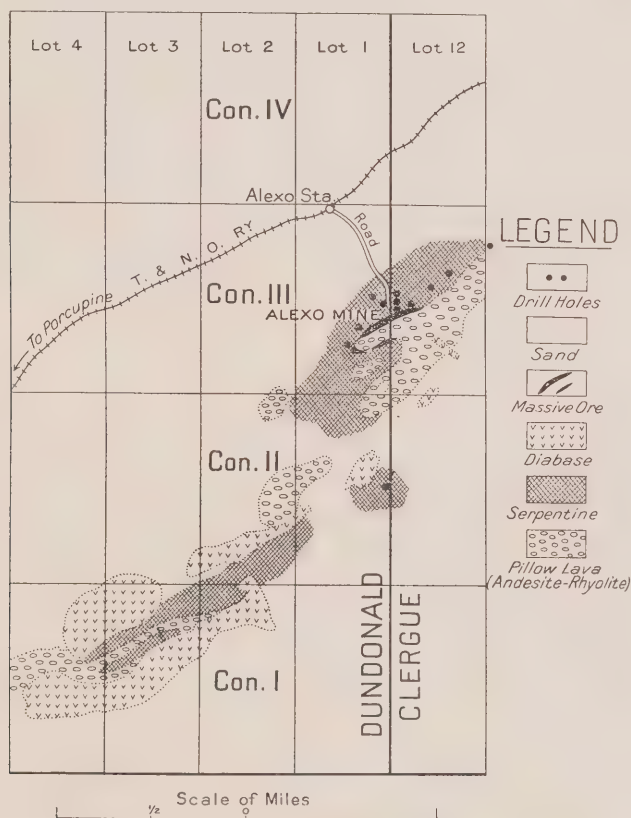 Lot 4 Lot 3 Lot 2 Lot 1 Lot 12
Con. IV
Alexo Sta.
Road
T. & N. O. RY
To Porcupine
Con. III
ALEXO MINE
Con. II
Con. I
DUNDONALD
CLERGUE
LEGEND
Drill Holes
Sand
Massive Ore
Diabase
Serpentine
Pillow Lava
(Andesite-Rhyolite)
Scale of Miles
½ 0